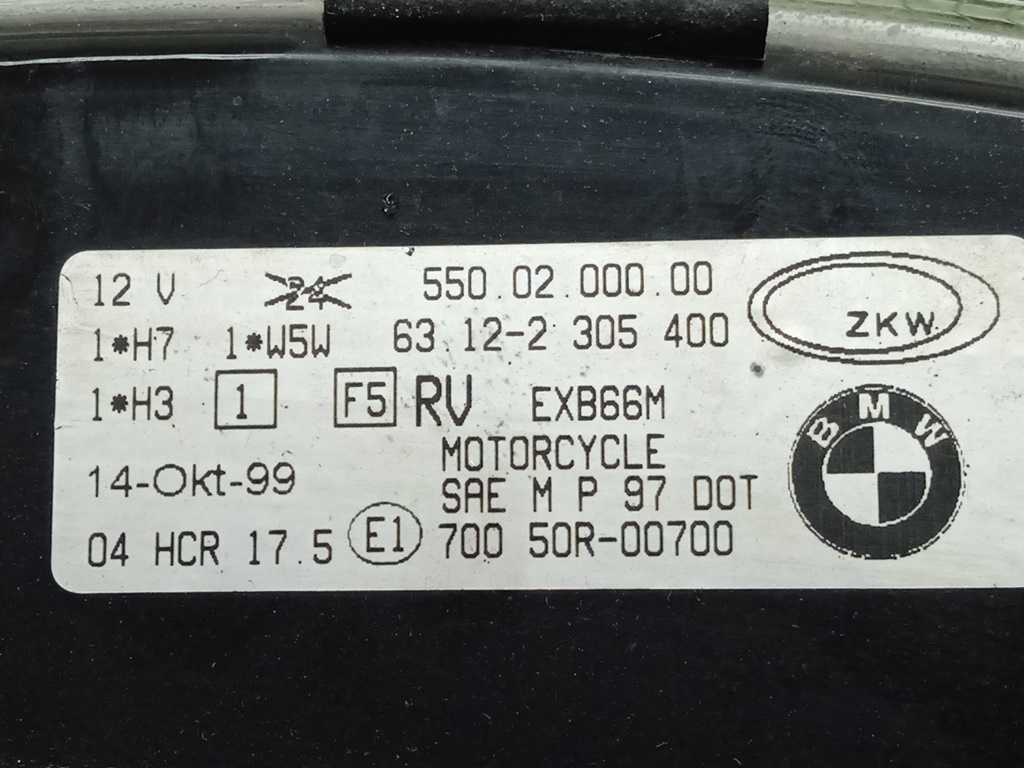 12 V 24 550.02.000.00
1*H7 1*W5W 63 12-2 305 400
ZKW
1*H3 1 F5 RV EXB66M
BMW
MOTORCYCLE
14-Okt-99 SAE M P 97 DOT
04 HCR 17.5 E1 700 50R-00700